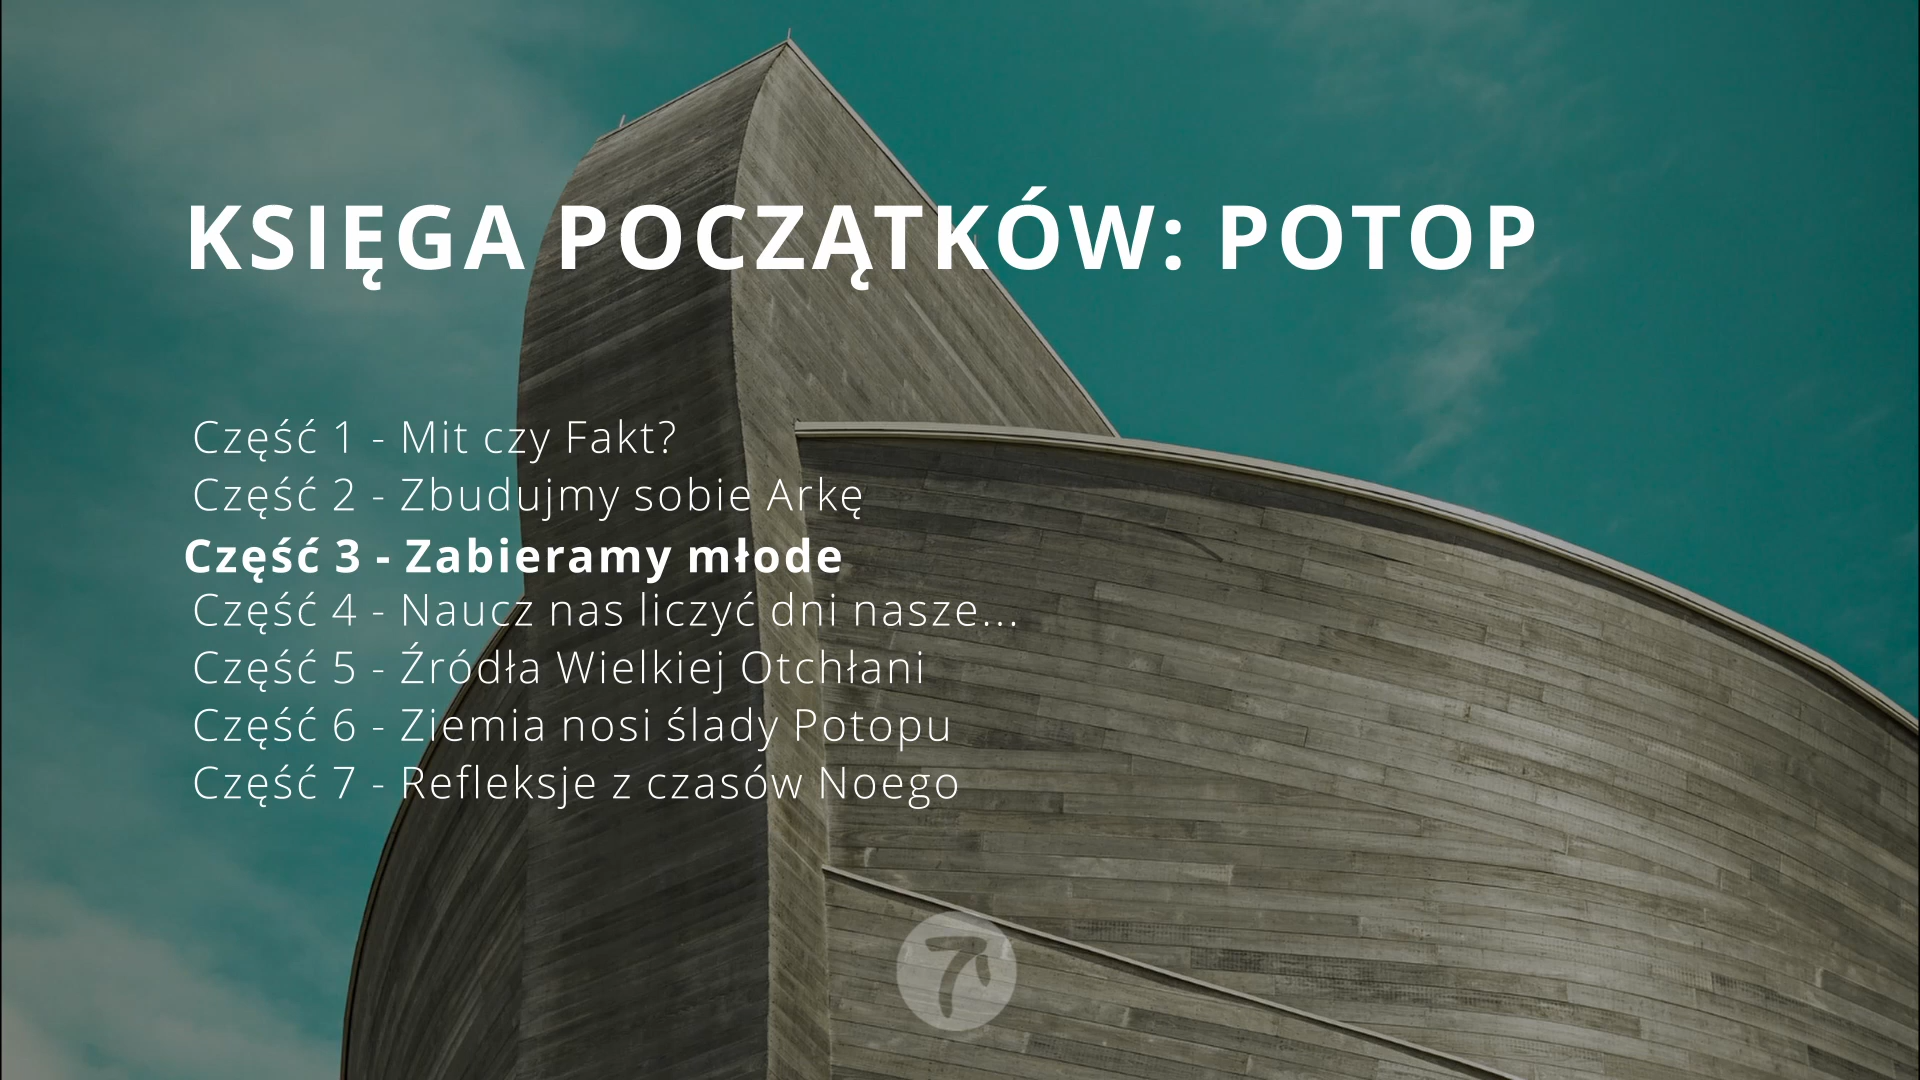 KSIĘGA POCZĄTKÓW: POTOP
Część 1 - Mit czy Fakt?
Część 2 - Zbudujmy sobie Arkę
Część 3 - Zabieramy młode
Część 4 - Naucz nas liczyć dni nasze...
Część 5 - Źródła Wielkiej Otchłani
Część 6 - Ziemia nosi ślady Potopu
Część 7 - Refleksje z czasów Noego